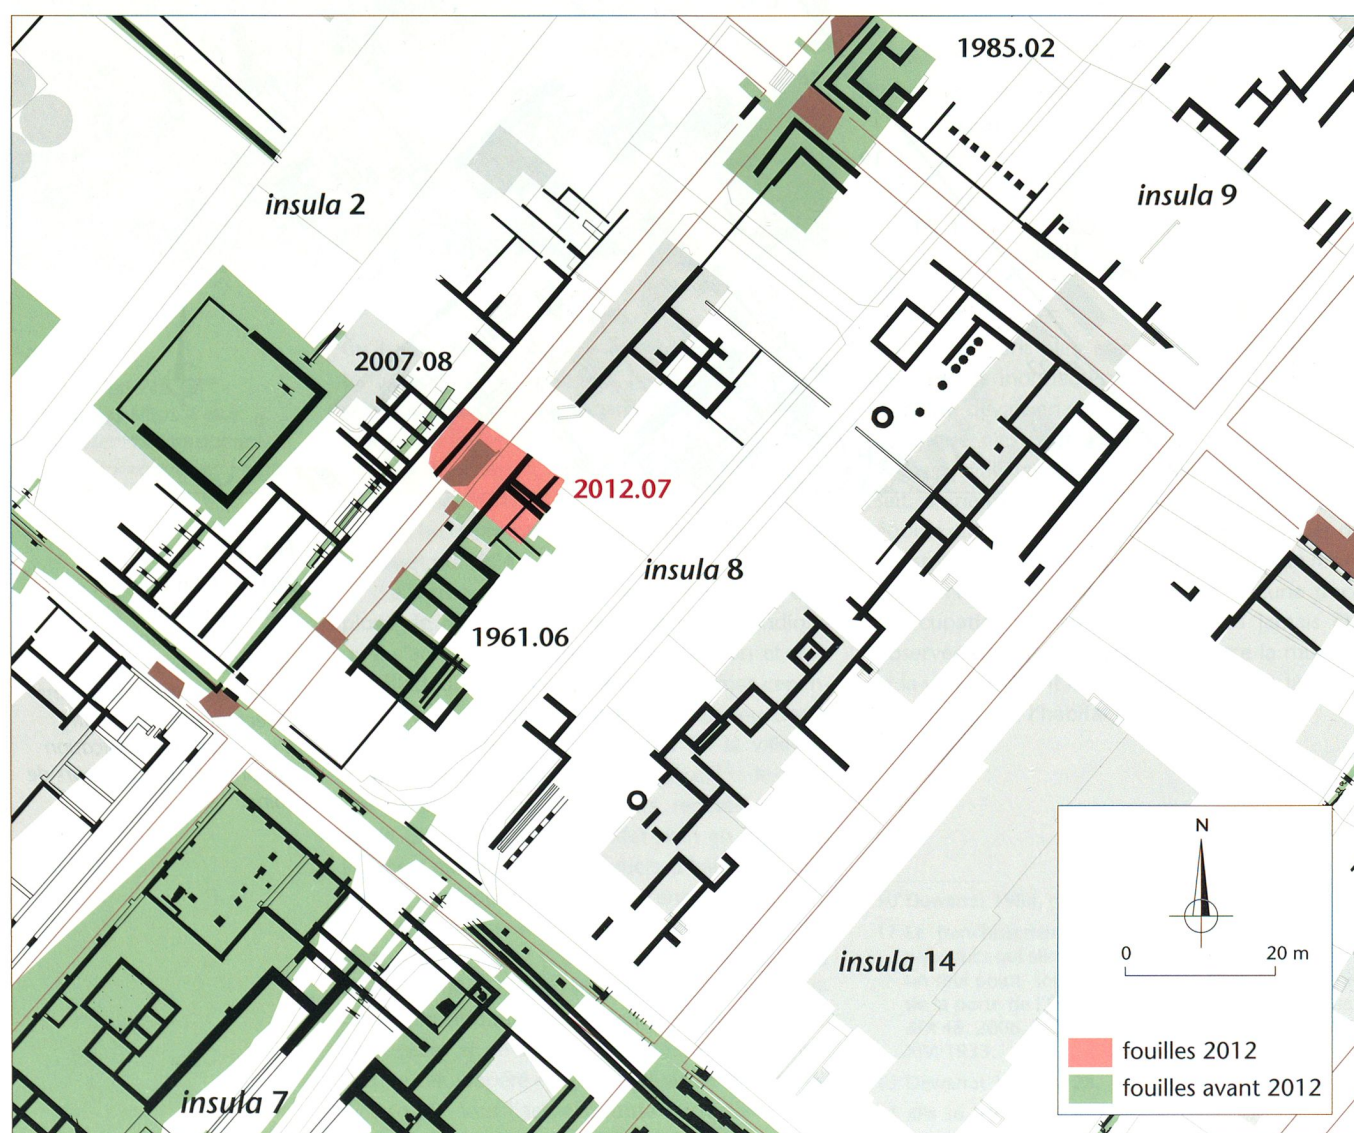 1985.02
insula 2
insula 9
2007.08
2012.07
insula 8
1961.06
insula 14
insula 7
N
0 20 m
fouilles 2012
fouilles avant 2012